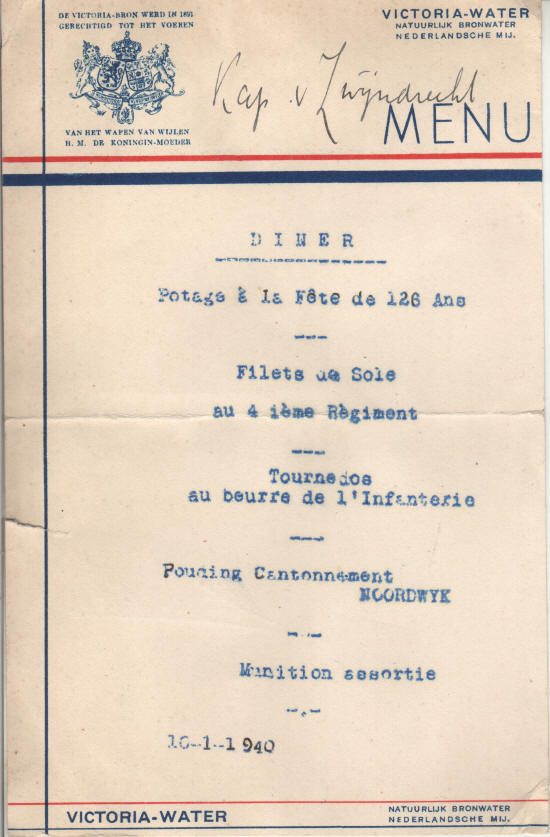 DE VICTORIA-BRON WERD IN 1891
GERECHTIGD TOT HET VOEREN
VAN HET WAPEN VAN WIJLEN
H. M. DE KONINGIN-MOEDER
VICTORIA-WATER
NATUURLIJK BRONWATER
NEDERLANDSCHE MIJ.
Kap. v Zwijndrecht
MENU
DINER
Potage à la Fête de 126 Ans
Filets de Sole
au 4 ième Règiment
Tournedos
au beurre de l'Infanterie
Pouding Cantonnement
NOORDWYK
Munition assortie
10-1-1940
VICTORIA-WATER
NATUURLIJK BRONWATER
NEDERLANDSCHE MIJ.